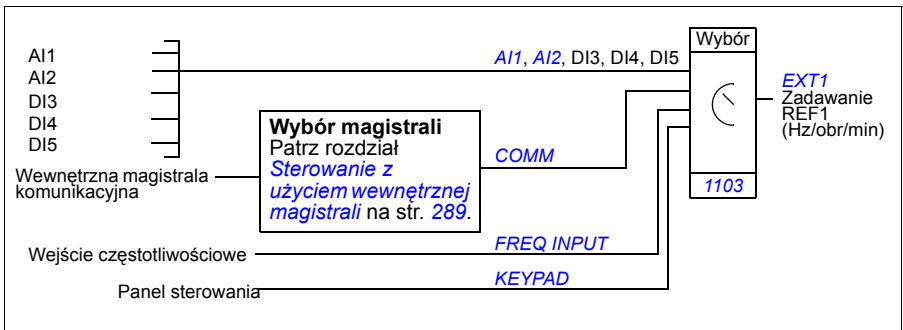 Wybór
AI1
AI2
DI3
DI4
DI5
AI1, AI2, DI3, DI4, DI5
EXT1
Zadawanie
REF1
(Hz/obr/min)
Wybór magistrali
Patrz rozdział
Sterowanie z
użyciem wewnętrznej
magistrali na str. 289.
COMM
Wewnętrzna magistrala
komunikacyjna
1103
FREQ INPUT
Wejście częstotliwościowe
KEYPAD
Panel sterowania